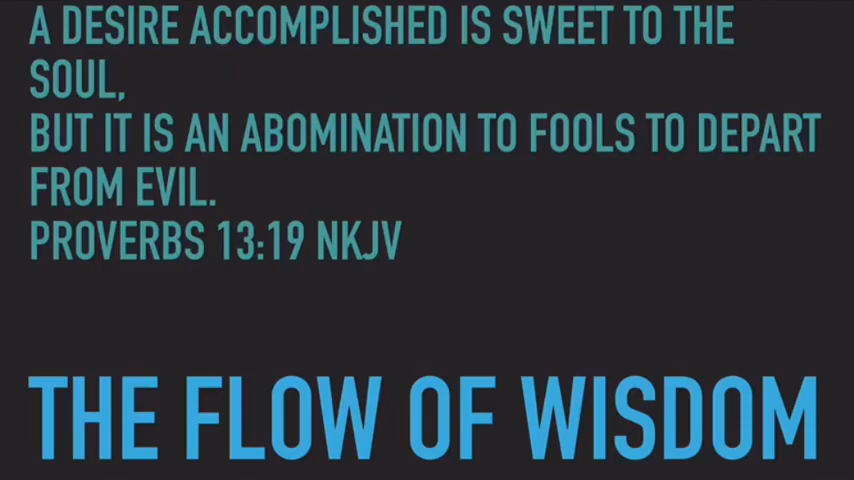 A DESIRE ACCOMPLISHED IS SWEET TO THE
SOUL,
BUT IT IS AN ABOMINATION TO FOOLS TO DEPART
FROM EVIL.
PROVERBS 13:19 NKJV
THE FLOW OF WISDOM